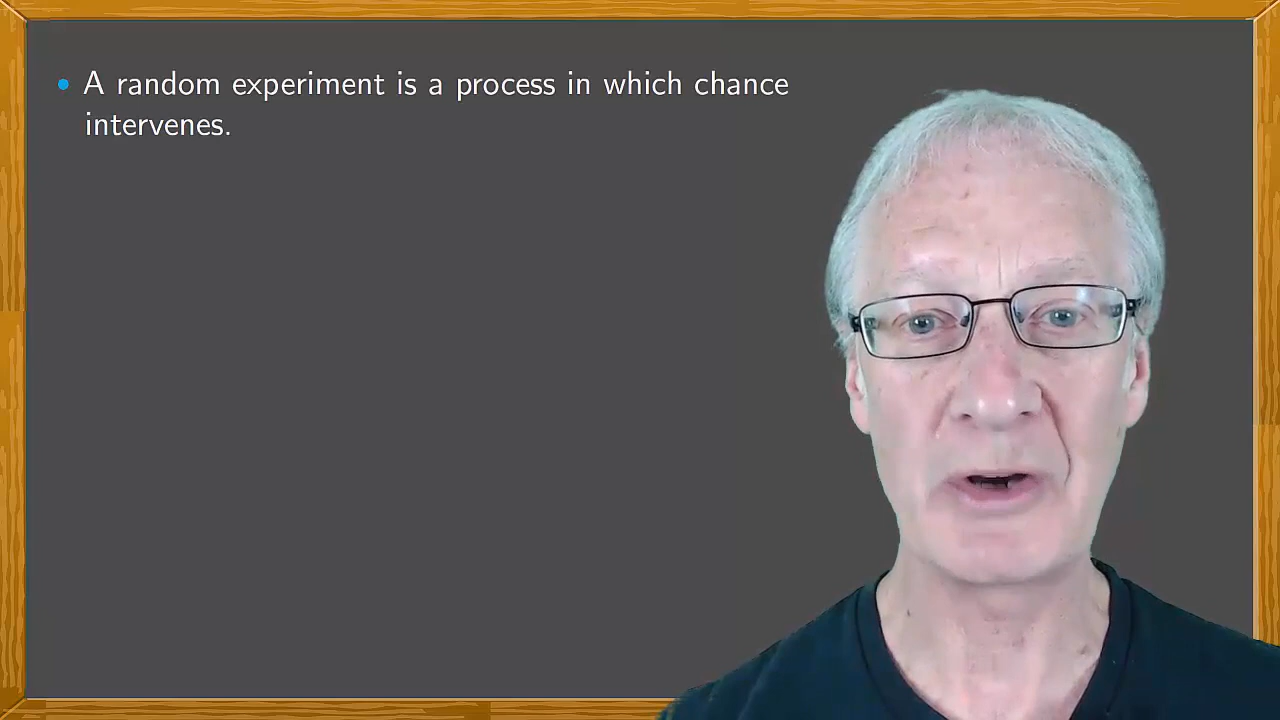 A random experiment is a process in which chance
intervenes.